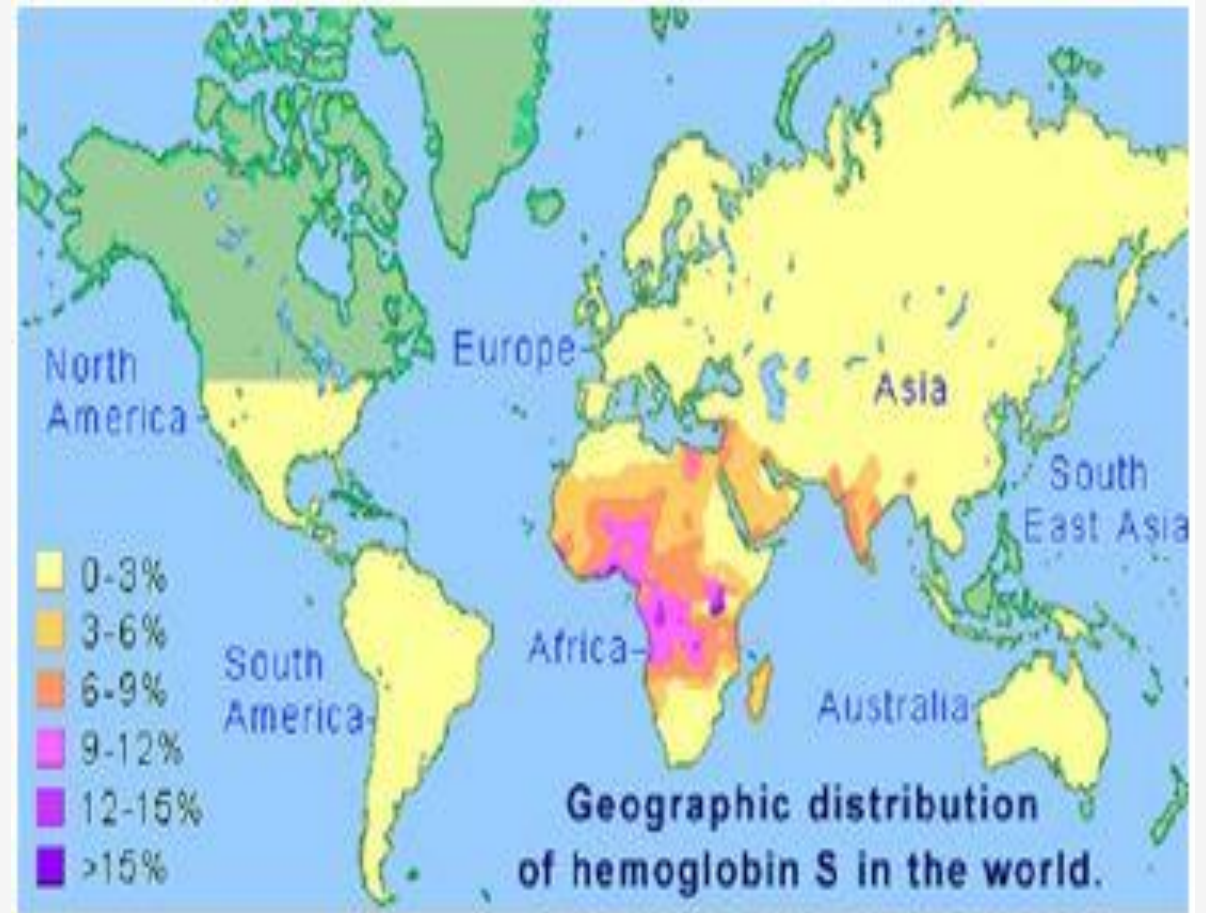 North
America
Europe
Asia
South
East Asia
0-3%
3-6%
6-9%
9-12%
12-15%
>15%
South
America
Africa
Australia
Geographic distribution
of hemoglobin S in the world.